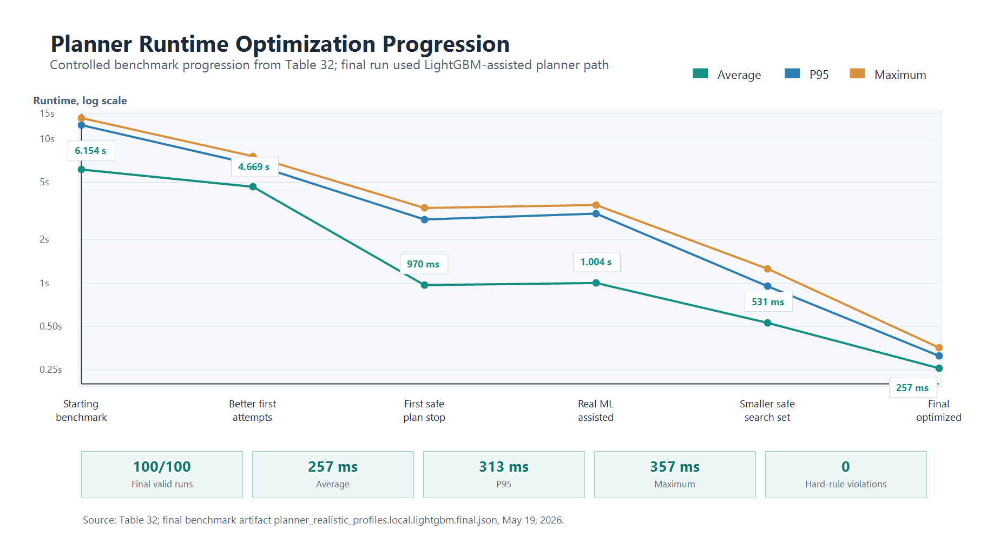 Planner Runtime Optimization Progression
Controlled benchmark progression from Table 32; final run used LightGBM-assisted planner path
Average
P95
Maximum
Runtime, log scale
15s
10s
5s
2s
1s
0.50s
0.25s
6.154 s
4.669 s
970 ms
1.004 s
531 ms
257 ms
Starting
benchmark
Better first
attempts
First safe
plan stop
Real ML
assisted
Smaller safe
search set
Final
optimized
100/100
Final valid runs
257 ms
Average
313 ms
P95
357 ms
Maximum
0
Hard-rule violations
Source: Table 32; final benchmark artifact planner_realistic_profiles.local.lightgbm.final.json, May 19, 2026.